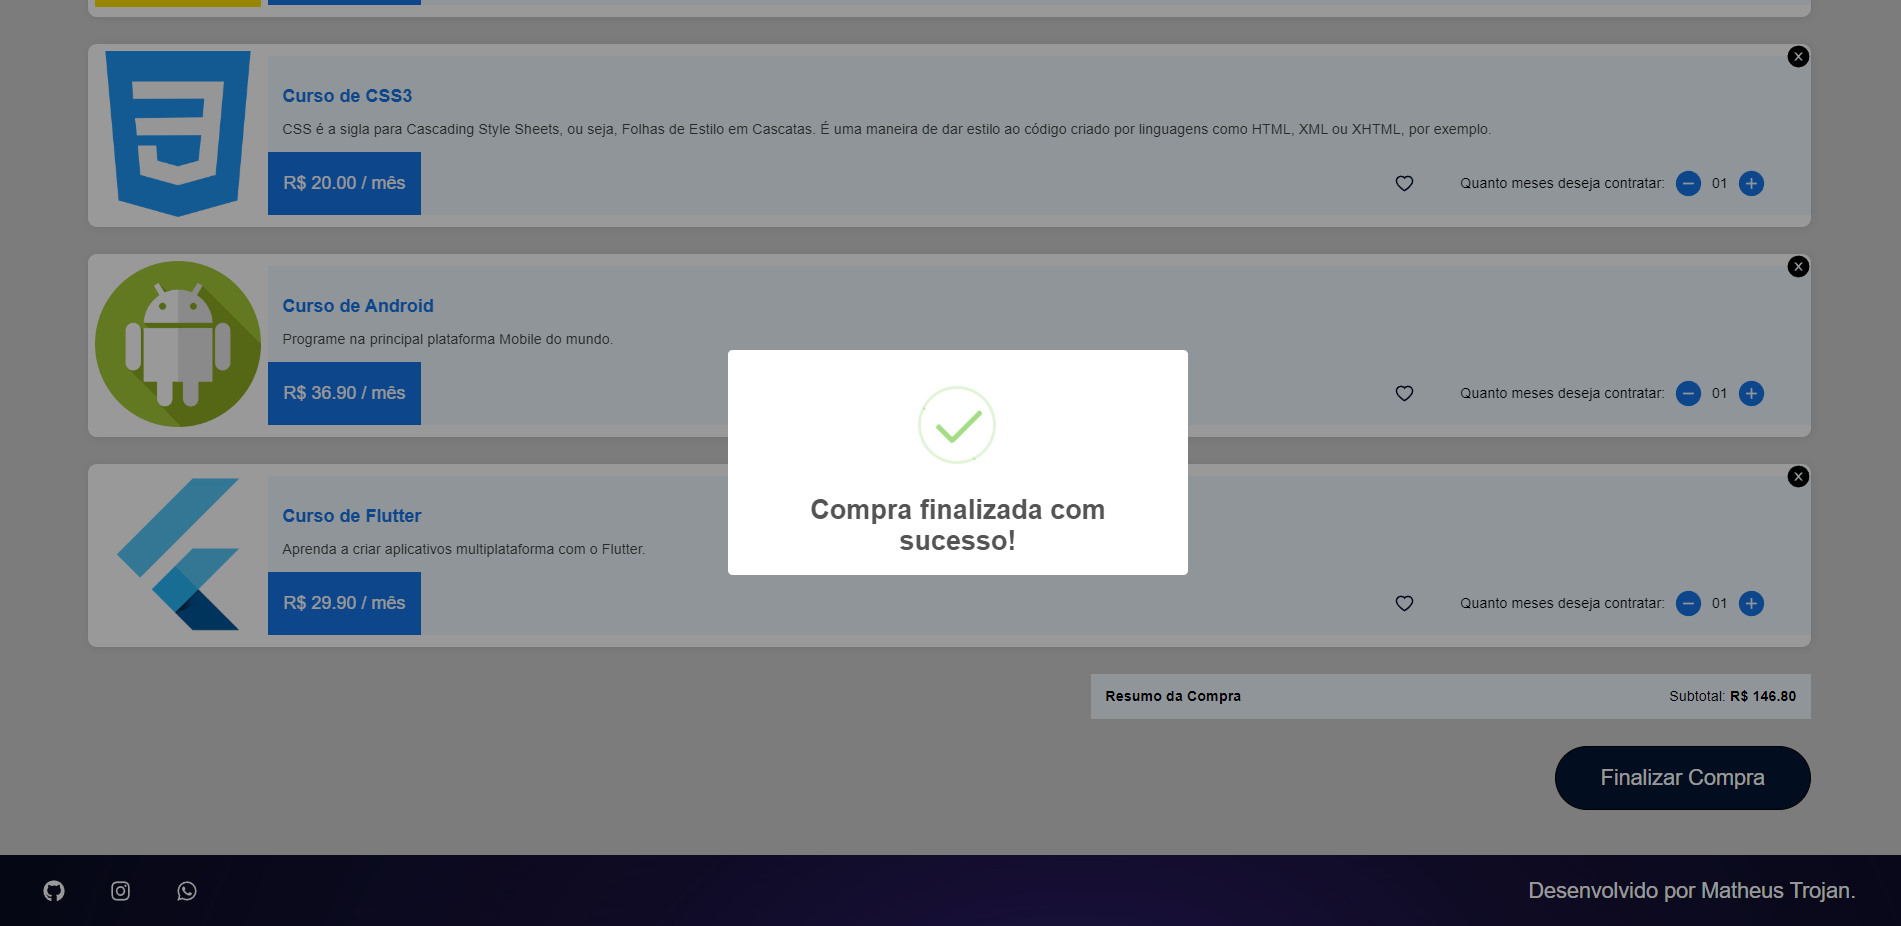 Curso de CSS3
CSS é a sigla para Cascading Style Sheets, ou seja, Folhas de Estilo em Cascatas. É uma maneira de dar estilo ao código criado por linguagens como HTML, XML ou XHTML, por exemplo.
R$ 20.00 / mês
Quanto meses deseja contratar: 01
Curso de Android
Programe na principal plataforma Mobile do mundo.
R$ 36.90 / mês
Quanto meses deseja contratar: 01
Compra finalizada com
sucesso!
Curso de Flutter
Aprenda a criar aplicativos multiplataforma com o Flutter.
R$ 29.90 / mês
Quanto meses deseja contratar: 01
Resumo da Compra
Subtotal: R$ 146.80
Finalizar Compra
Desenvolvido por Matheus Trojan.